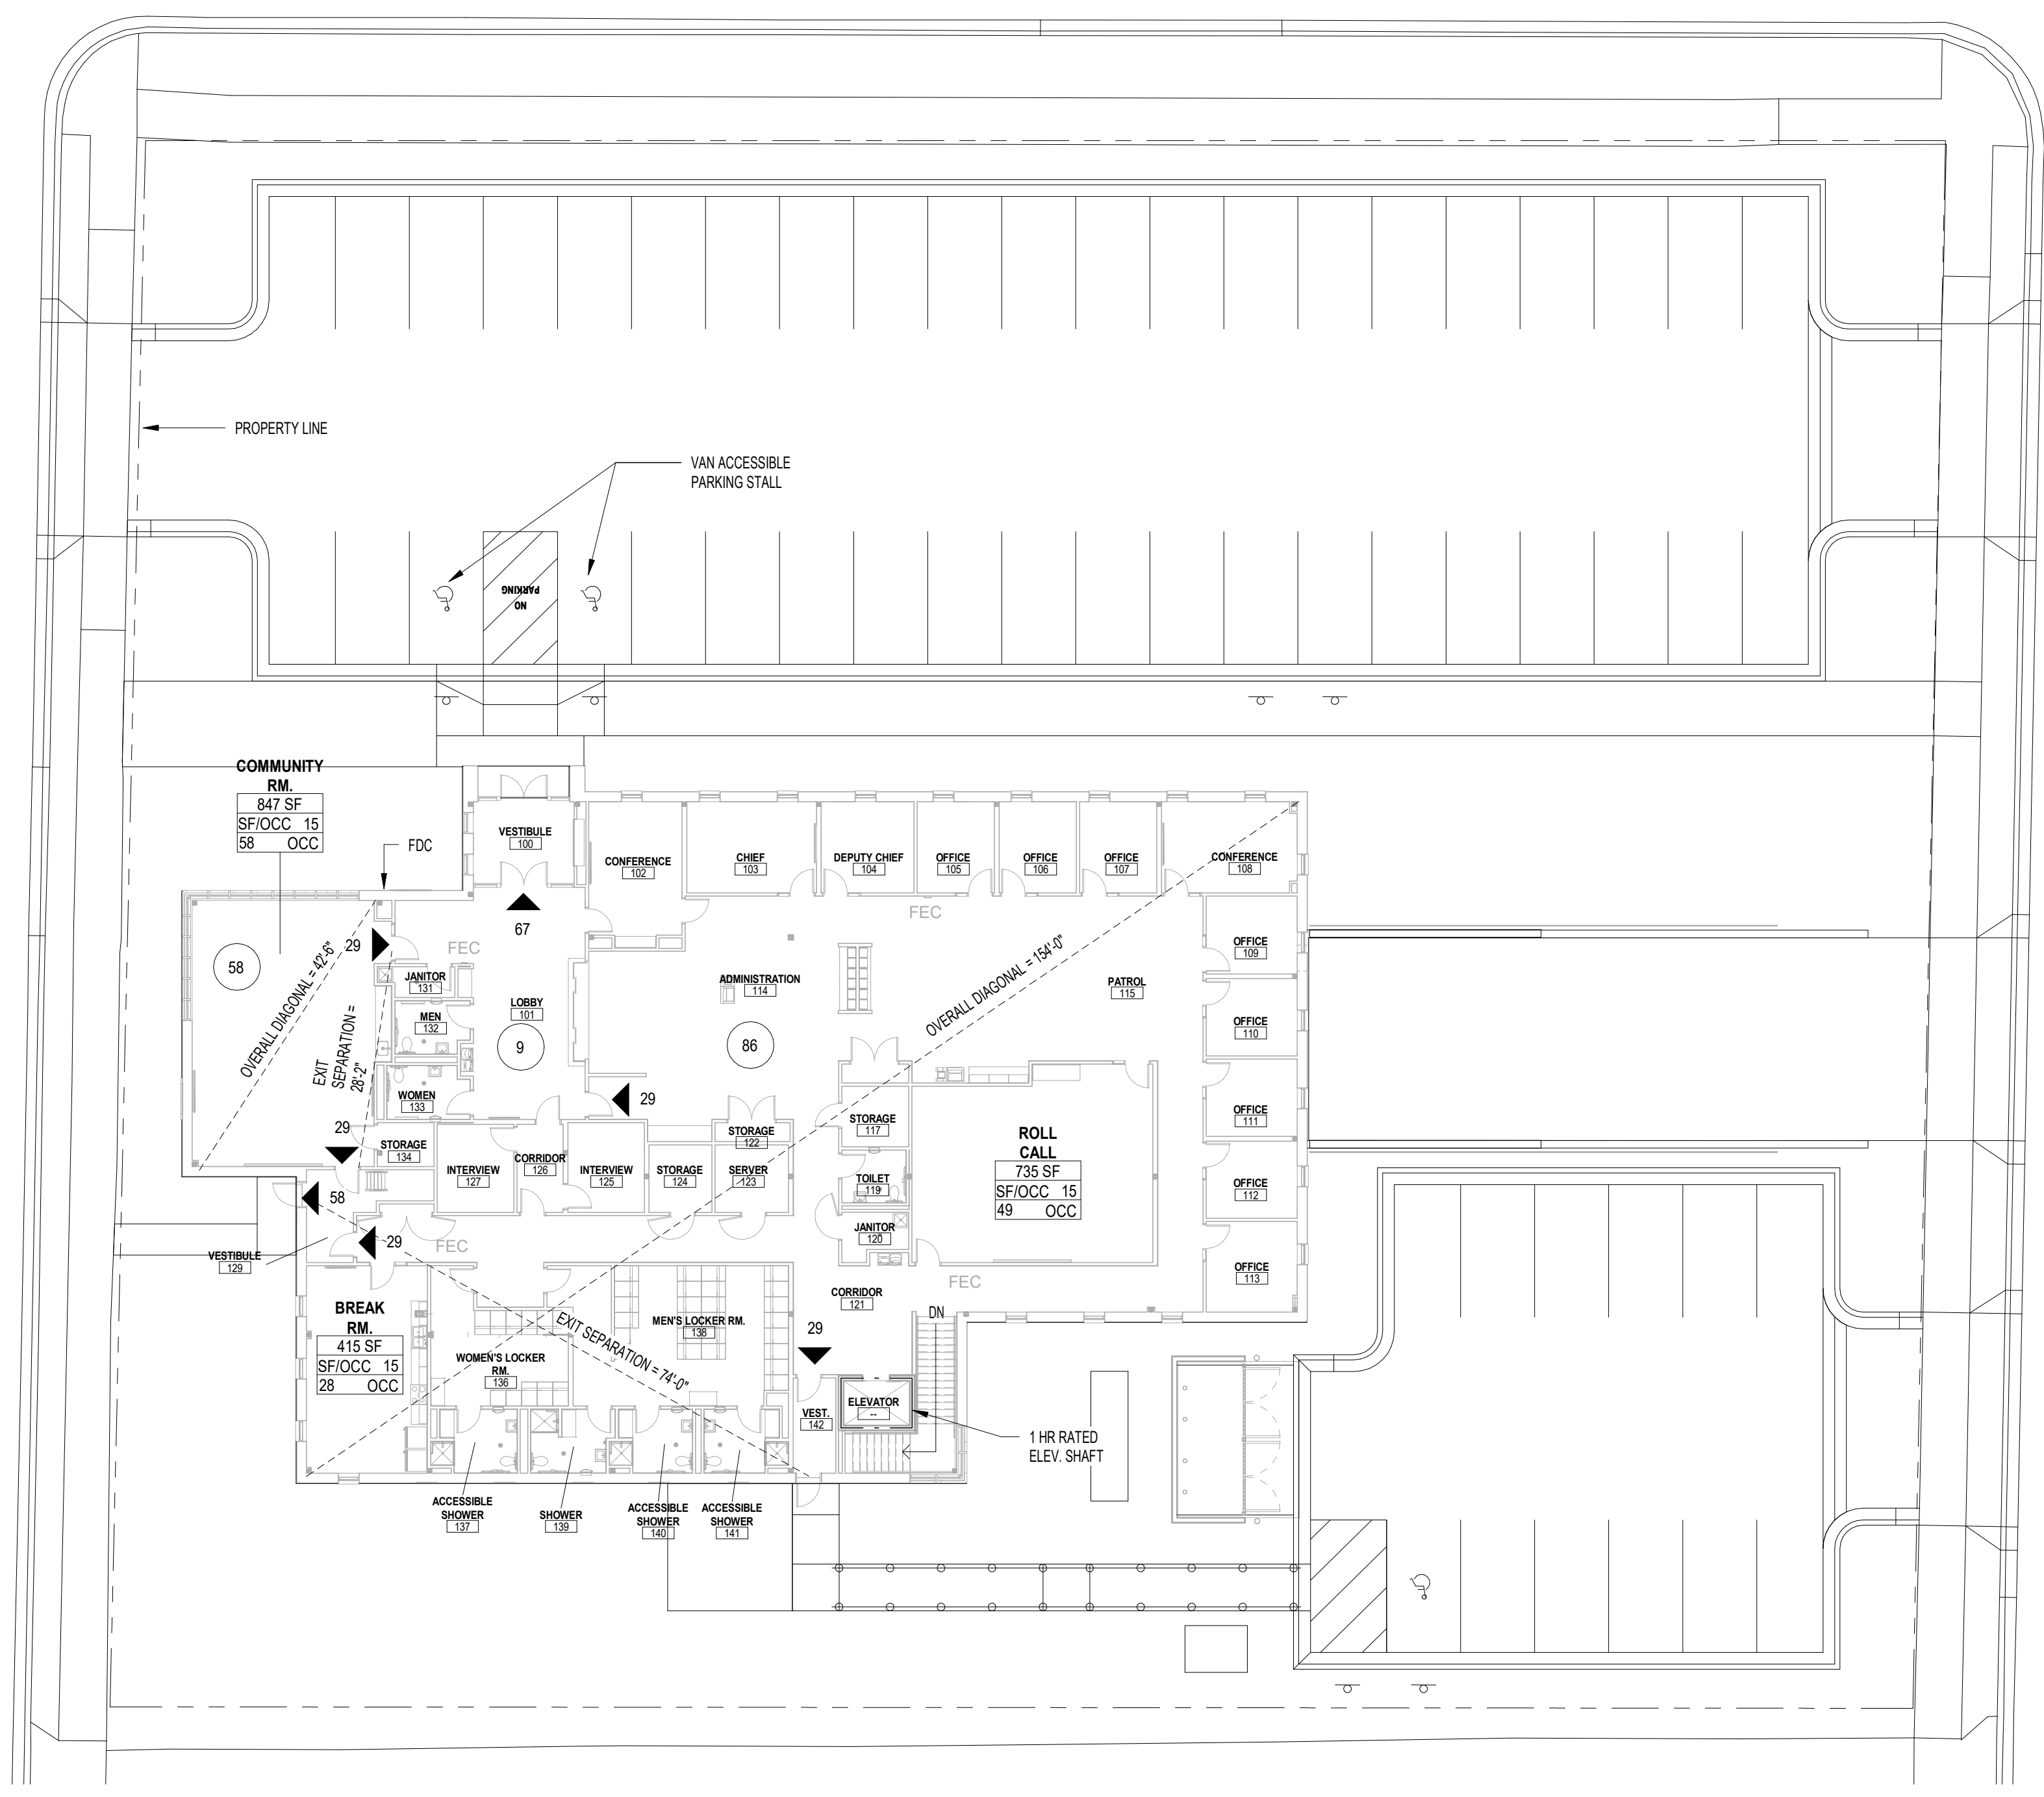 PROPERTY LINE
VAN ACCESSIBLE
PARKING STALL
NO
PARKING
COMMUNITY
RM.
847 SF
SF/OCC 15
58 OCC
FDC
VESTIBULE
100
CONFERENCE
102
CHIEF
103
DEPUTY CHIEF
104
OFFICE
105
OFFICE
106
OFFICE
107
CONFERENCE
108
FEC
67
29
FEC
58
OVERALL DIAGONAL = 42'-6"
EXIT
SEPARATION =
28'-2"
JANITOR
131
MEN
132
WOMEN
133
LOBBY
101
9
ADMINISTRATION
114
86
OVERALL DIAGONAL = 154'-0"
PATROL
115
OFFICE
109
OFFICE
110
OFFICE
111
OFFICE
112
OFFICE
113
29
29
STORAGE
134
INTERVIEW
127
CORRIDOR
126
INTERVIEW
125
STORAGE
124
STORAGE
122
SERVER
123
STORAGE
117
TOILET
119
JANITOR
120
ROLL
CALL
735 SF
SF/OCC 15
49 OCC
58
29
FEC
VESTIBULE
129
FEC
CORRIDOR
121
DN
BREAK
RM.
415 SF
SF/OCC 15
28 OCC
WOMEN'S LOCKER
RM.
136
EXIT SEPARATION = 74'-0"
MEN'S LOCKER RM.
138
29
VEST.
142
ELEVATOR
--
1 HR RATED
ELEV. SHAFT
ACCESSIBLE
SHOWER
137
SHOWER
139
ACCESSIBLE
SHOWER
140
ACCESSIBLE
SHOWER
141